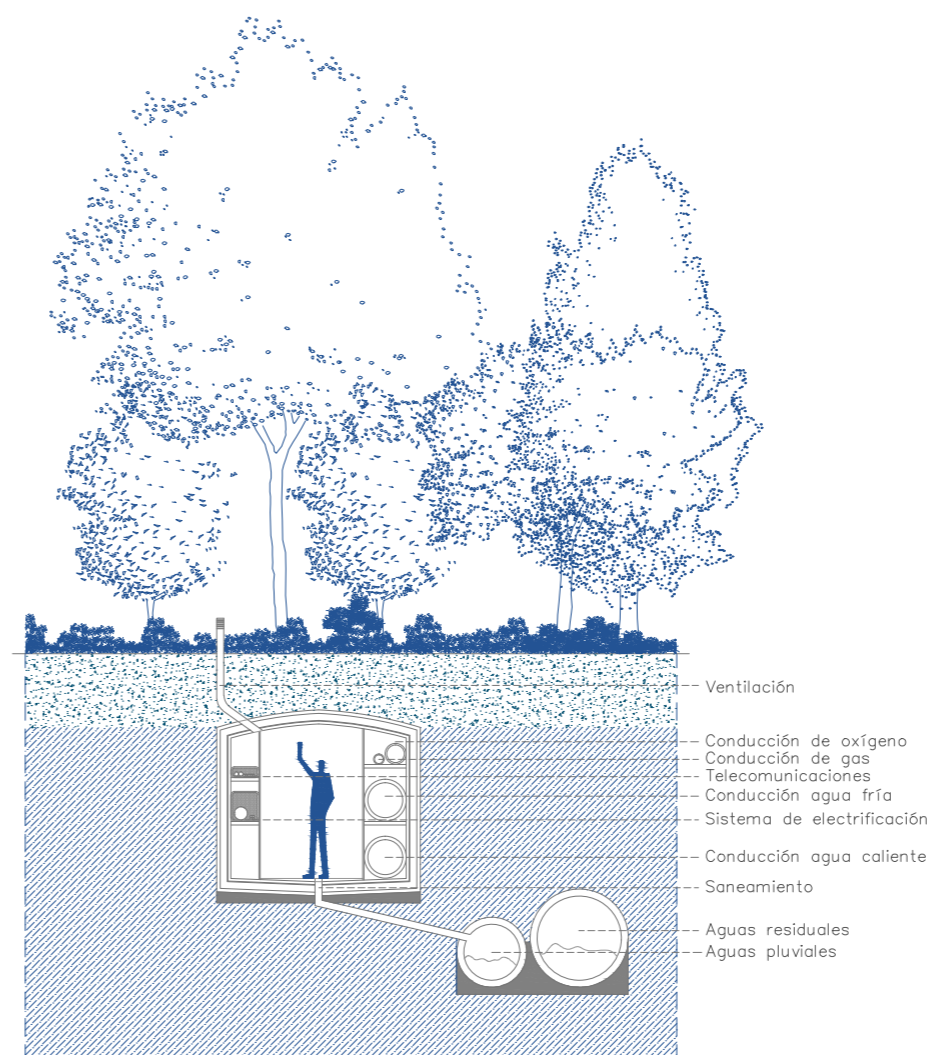 Ventilación
Conducción de oxígeno
Conducción de gas
Telecomunicaciones
Conducción agua fría
Sistema de electrificación
Conducción agua caliente
Saneamiento
Aguas residuales
Aguas pluviales